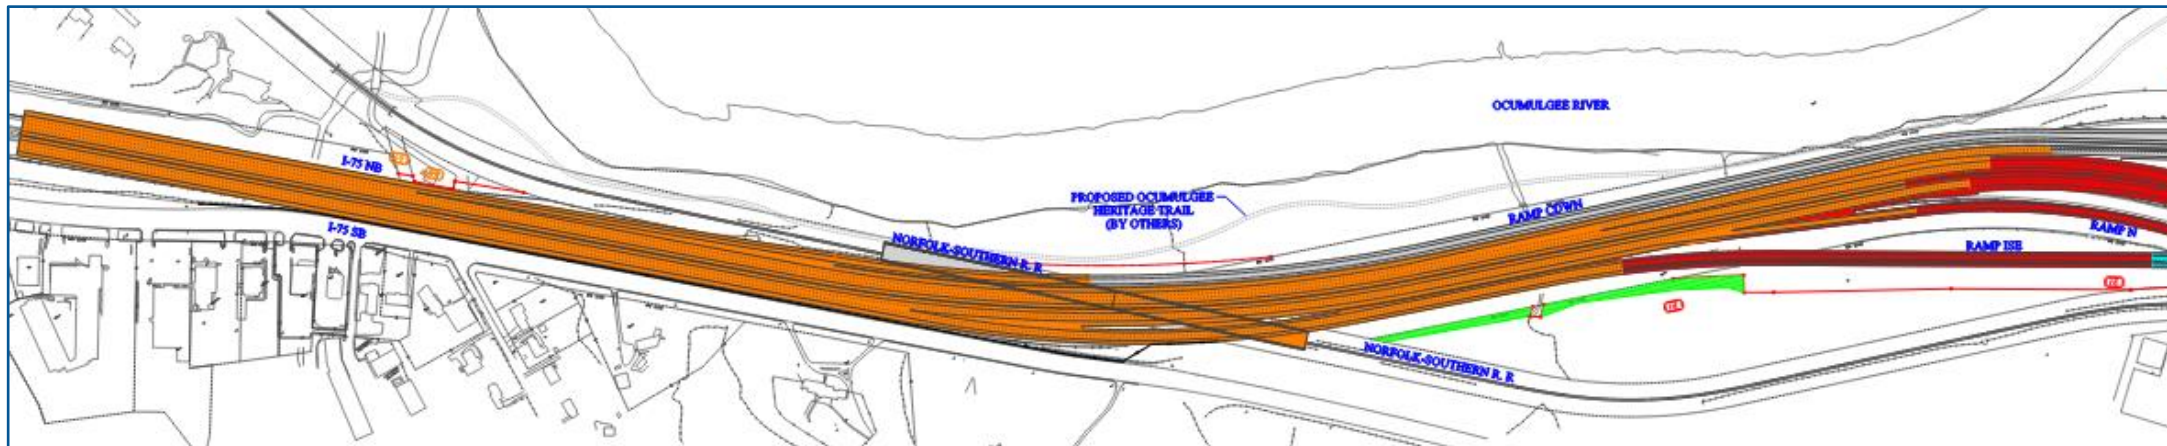 OCUMULGEE RIVER
I-75 NB
PROPOSED OCUMULGEE
HERITAGE TRAIL
(BY OTHERS)
RAMP CDWN
I-75 SB
NORFOLK-SOUTHERN R. R
RAMP N
RAMP ISE
NORFOLK-SOUTHERN R. R